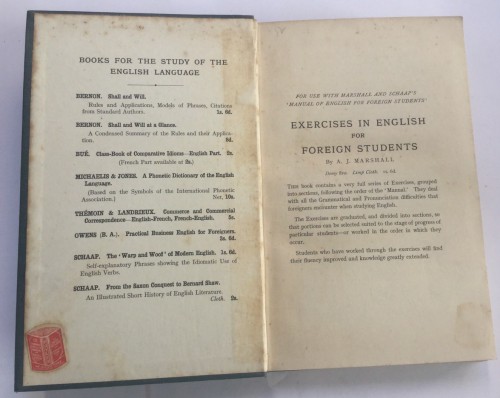 BOOKS FOR THE STUDY OF THE
ENGLISH LANGUAGE
BERNON. Shall and Will.
Rules and Applications, Models of Phrases, Citations
from Standard Authors. 1s. 6d.
BERNON. Shall and Will at a Glance.
A Condensed Summary of the Rules and their Applica-
tion. 8d.
BUÉ. Class-Book of Comparative Idioms—English Part. 2s.
(French Part available at 2s.)
MICHAELIS & JONES. A Phonetic Dictionary of the English
Language.
(Based on the Symbols of the International Phonetic
Association.) Net, 10s.
THÉMOIN & LANDRIEUX. Commerce and Commercial
Correspondence—English-French, French-English. 5s.
OWENS (B. A.). Practical Business English for Foreigners.
2s. 6d.
SCHAAP. The 'Warp and Woof' of Modern English. 1s. 6d.
Self-explanatory Phrases showing the Idiomatic Use of
English Verbs.
SCHAAP. From the Saxon Conquest to Bernard Shaw.
An Illustrated Short History of English Literature.
Cloth.
FOR USE WITH MARSHALL AND SCHAAP'S
'MANUAL OF ENGLISH FOR FOREIGN STUDENTS'
EXERCISES IN ENGLISH
FOR
FOREIGN STUDENTS
By A. J. MARSHALL
Limp Cloth.
THIS book contains a very full series of Exercises, grouped
into sections, following the order of the 'Manual.' They deal
with all the Grammatical and Pronunciation difficulties that
foreigners encounter when studying English.
The Exercises are graduated, and divided into sections, so
that portions can be selected suited to the stage of progress of
particular students—or worked in the order in which they
occur.
Students who have worked through the exercises will find
their fluency improved and knowledge greatly extended.